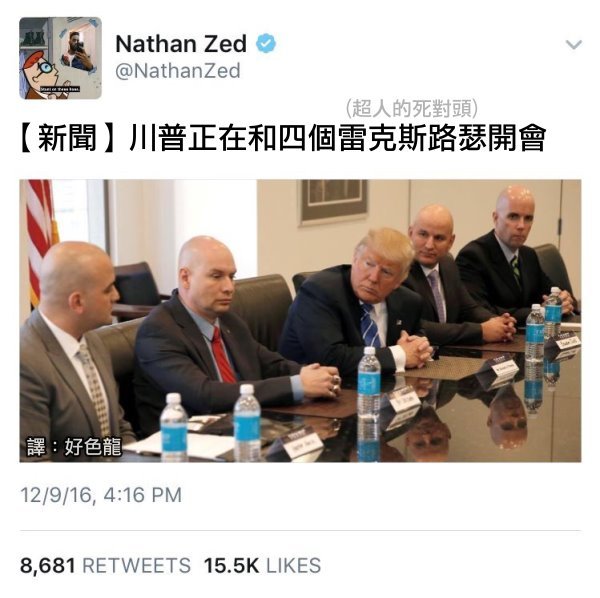 Nathan Zed
@NathanZed
(超人的死對頭)
【新聞】川普正在和四個雷克斯路瑟開會
譯：好色龍
12/9/16, 4:16 PM
8,681 RETWEETS 15.5K LIKES